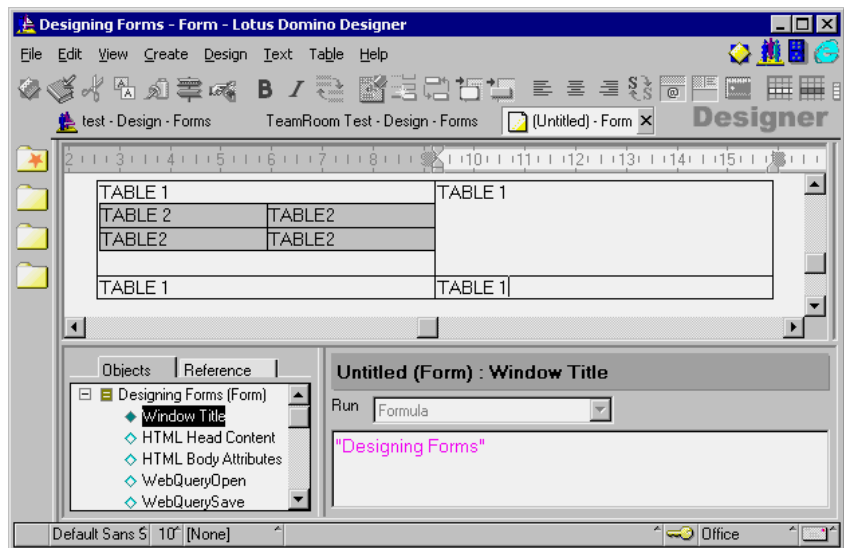 Designing Forms - Form - Lotus Domino Designer
File Edit View Create Design Text Table Help
B I
test - Design - Forms TeamRoom Test - Design - Forms (Untitled) - Form Designer
2 3 4 5 6 7 8 10 11 12 13 14 15
TABLE 1 TABLE 1
TABLE 2 TABLE2
TABLE2 TABLE2
TABLE 1 TABLE 1
Objects Reference
Untitled (Form) : Window Title
Designing Forms (Form)
Window Title
HTML Head Content
HTML Body Attributes
WebQueryOpen
WebQuerySave
Run Formula
"Designing Forms"
Default Sans S 10 [None] Office